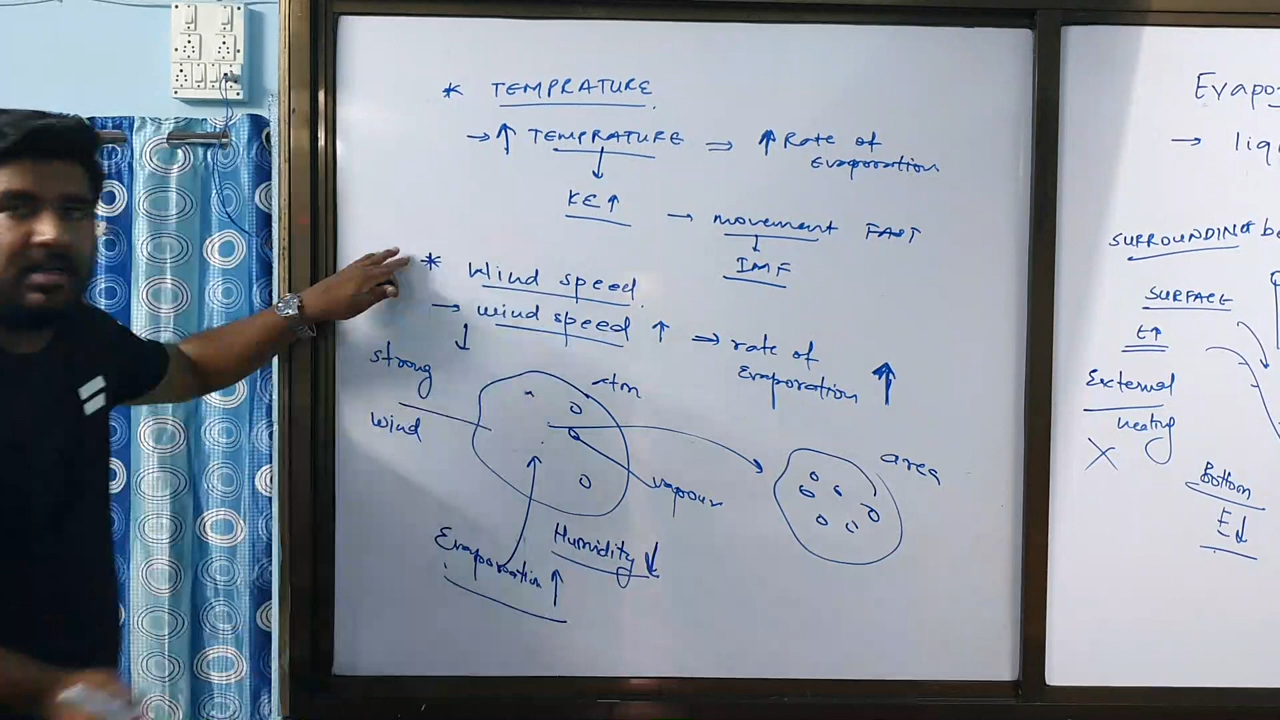 * TEMPRATURE
→ ↑ TEMPRATURE ⇒ ↑ Rate of
Evaporation
↓
KE↑ → movement FAST
↓
IMF
* Wind speed
→ wind speed ↑ ⇒ rate of
Evaporation ↑
↓
strong
wind
Atm
vapour
area
Humidity ↓
Evaporation ↑
Evapo
→ liq
SURROUNDING be
SURFACE
E↑
External
heating
X
Bottom
E↓